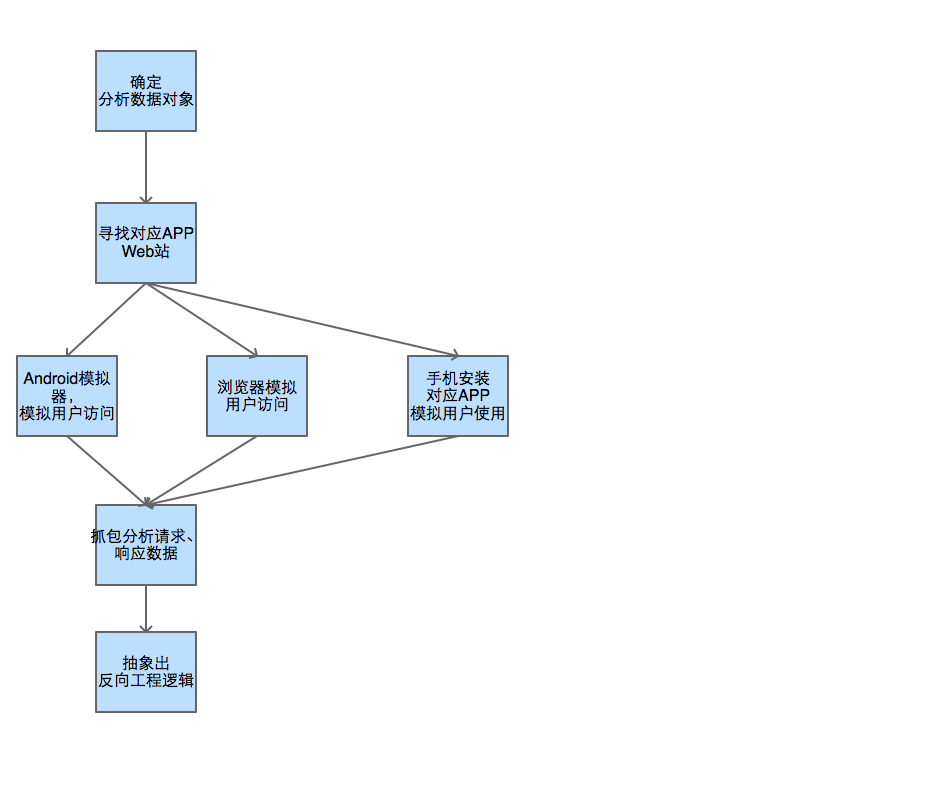 确定
分析数据对象
寻找对应APP
Web站
Android模拟
器，
模拟用户访问
浏览器模拟
用户访问
手机安装
对应APP
模拟用户使用
抓包分析请求、
响应数据
抽象出
反向工程逻辑